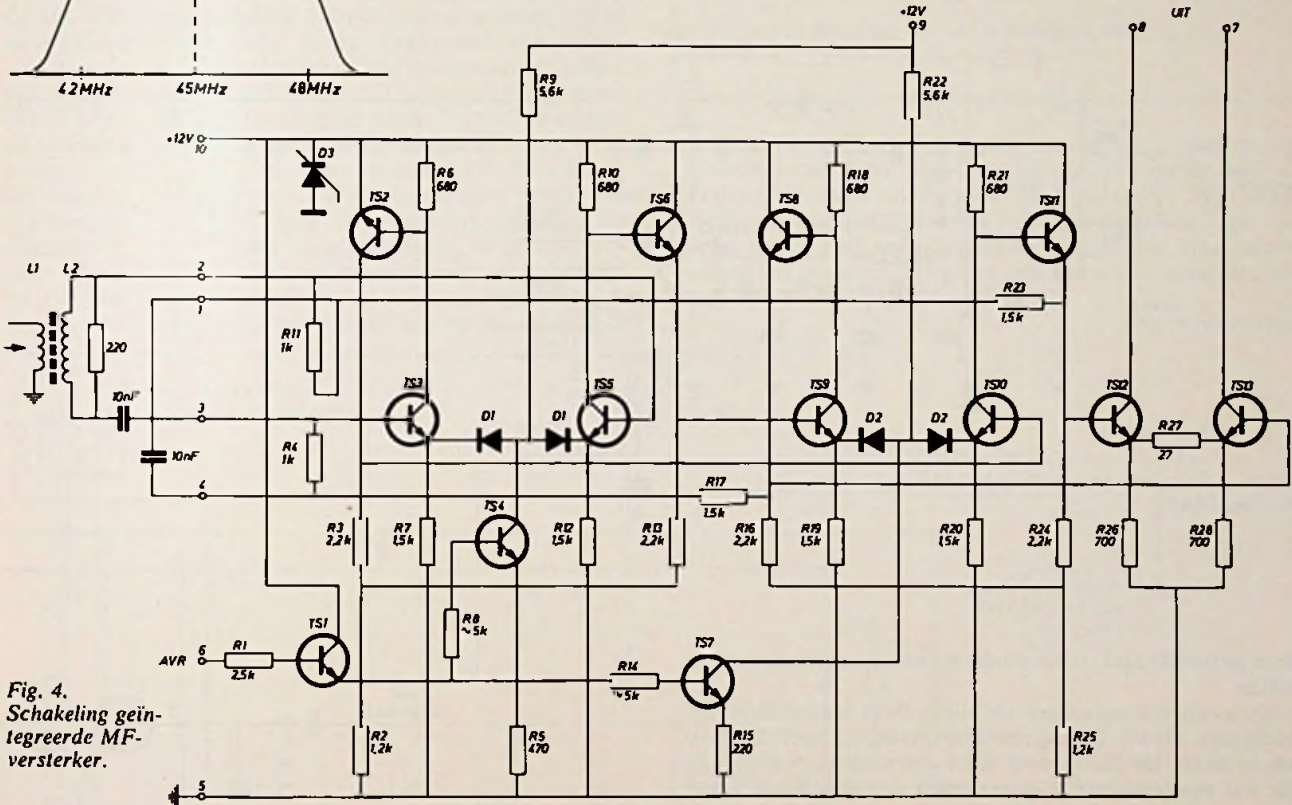 42MHz 45MHz 48MHz
+12V
9
UIT
8
7
R9
5,6k
R22
5,6k
+12V
10
D3
TS2
R6
680
R10
680
TS6
TS8
R18
680
R21
680
TS11
L1
L2
2
1
220
R11
1k
R23
1,5k
10nF
3
TS3
TS5
D1
D1
TS9
TS10
D2
D2
TS12
TS13
R27
27
10nF
R4
1k
4
R17
1,5k
TS4
R3
2,2k
R7
1,5k
R12
1,5k
R13
2,2k
R16
2,2k
R19
1,5k
R20
1,5k
R24
2,2k
R26
700
R28
700
TS1
R8
~5k
TS7
AVR
6
R1
2,5k
R14
~5k
R2
1,2k
R5
470
R15
220
R25
1,2k
5
Fig. 4.
Schakeling geïn-
tegreerde MF-
versterker.